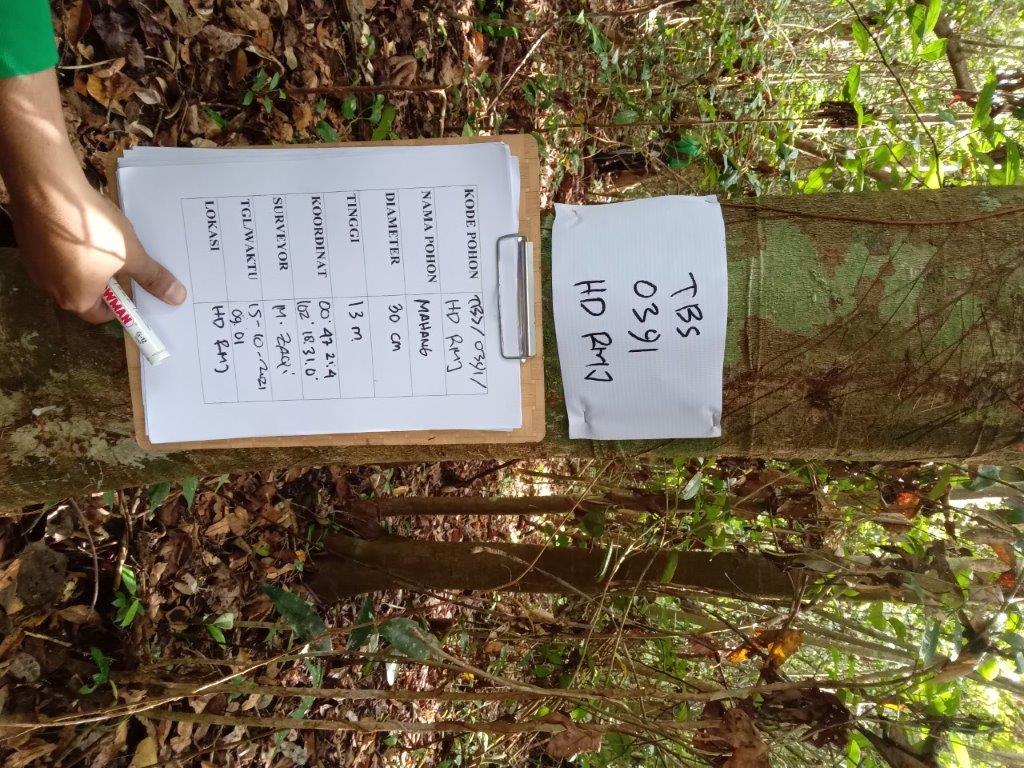 TBS
0391
HD RMJ
KODE POHON TBS/0391/
HD RMJ
NAMA POHON MAHANG
DIAMETER 30 cm
TINGGI 13 m
KOORDINAT 00° 47' 21.4
102° 18' 31.0'
SURVEYOR M. ZAQI
TGL/WAKTU 15-10-2021
09.01
LOKASI HD RMJ
WMAN G-12